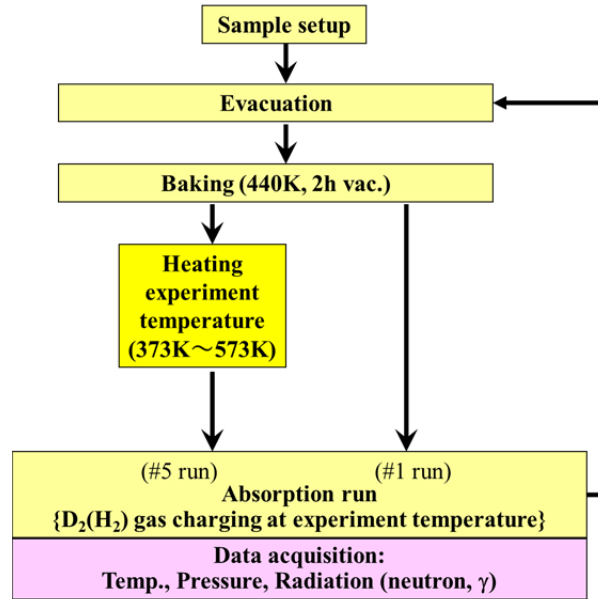 Sample setup
Evacuation
Baking (440K, 2h vac.)
Heating
experiment
temperature
(373K～573K)
(#5 run) (#1 run)
Absorption run
{D₂(H₂) gas charging at experiment temperature}
Data acquisition:
Temp., Pressure, Radiation (neutron, γ)